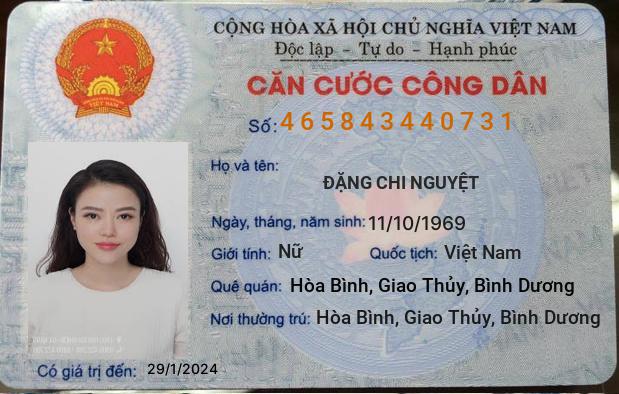 CỘNG HÒA XÃ HỘI CHỦ NGHĨA VIỆT NAM
Độc lập - Tự do - Hạnh phúc
CĂN CƯỚC CÔNG DÂN
Số: 465843440731
Họ và tên:
ĐẶNG CHI NGUYỆT
Ngày, tháng, năm sinh: 11/10/1969
Giới tính: Nữ Quốc tịch: Việt Nam
Quê quán: Hòa Bình, Giao Thủy, Bình Dương
Nơi thường trú: Hòa Bình, Giao Thủy, Bình Dương
Có giá trị đến: 29/1/2024
VIỆT NAM